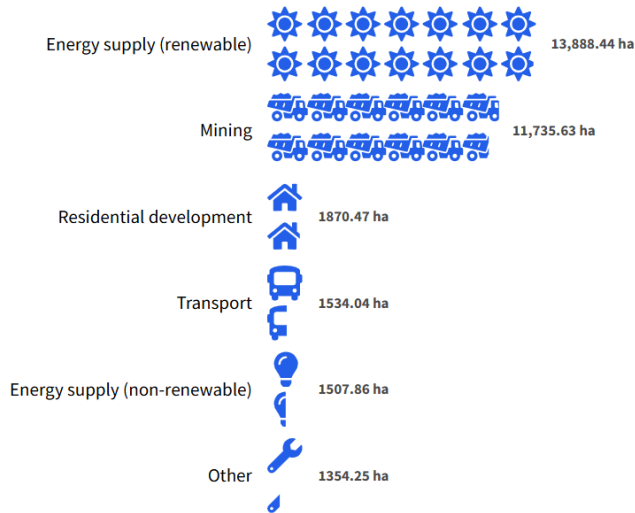 Energy supply (renewable)
13,888.44 ha
Mining
11,735.63 ha
Residential development
1870.47 ha
Transport
1534.04 ha
Energy supply (non-renewable)
1507.86 ha
Other
1354.25 ha